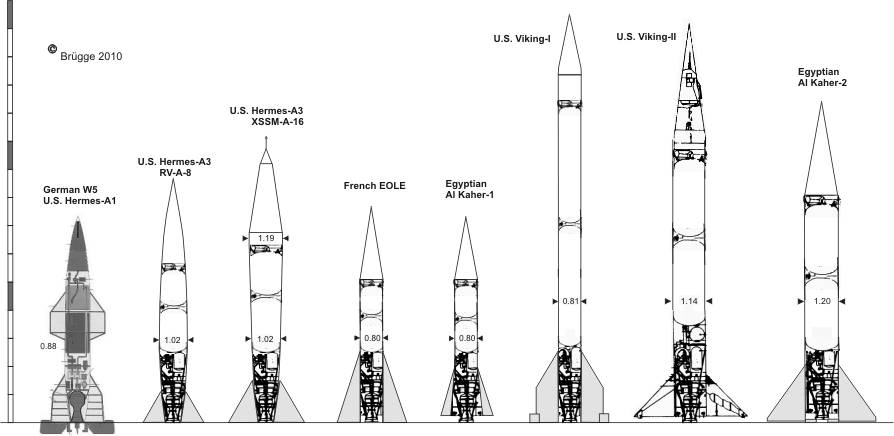 ©
Brügge 2010
German W5
U.S. Hermes-A1
0.88
U.S. Hermes-A3
RV-A-8
1.02
U.S. Hermes-A3
XSSM-A-16
1.19
1.02
French EOLE
0.80
Egyptian
Al Kaher-1
0.80
U.S. Viking-I
0.81
U.S. Viking-II
1.14
Egyptian
Al Kaher-2
1.20